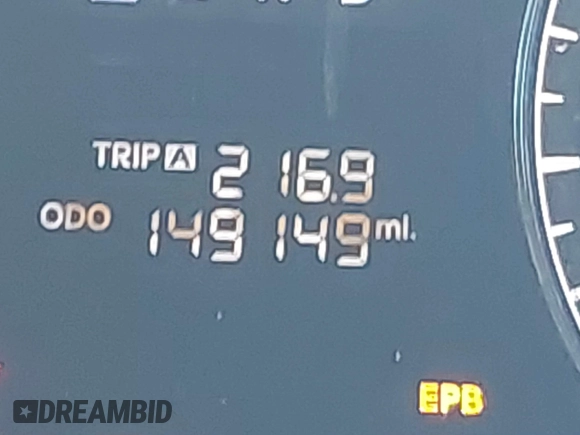 TRIP A 216.9
ODO 149149 mi.
EPB
DREAMBID